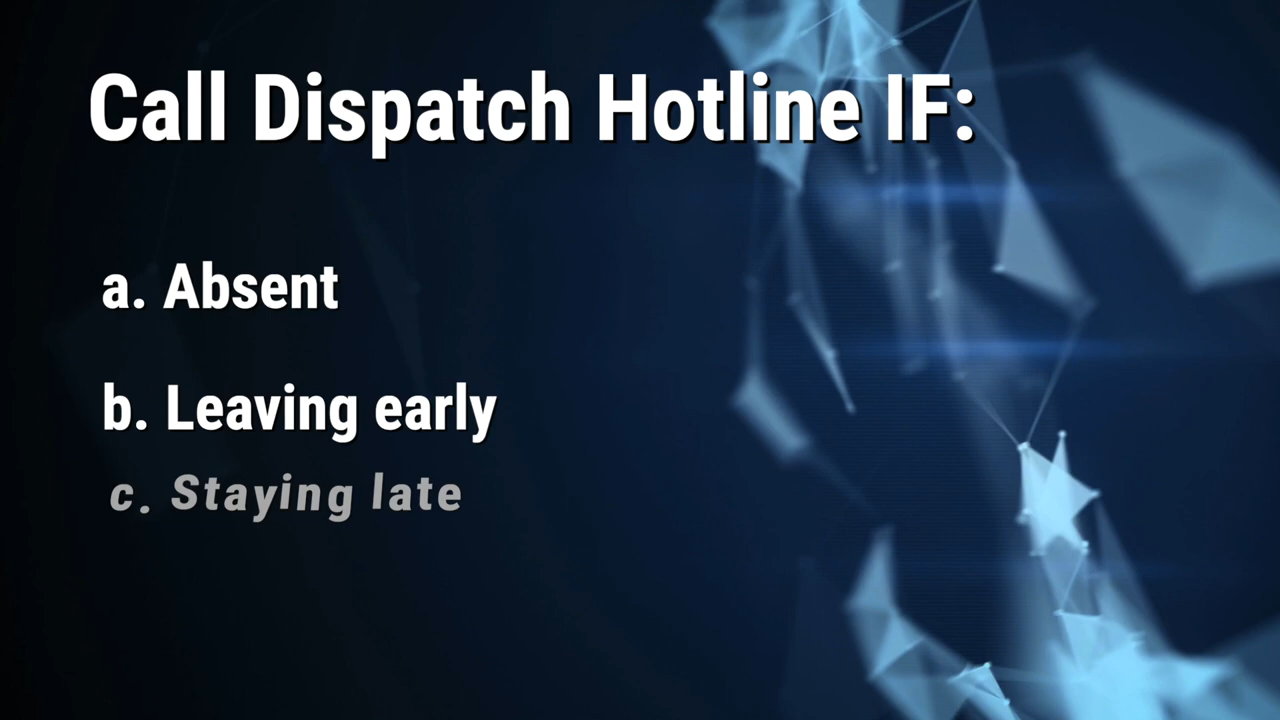 Call Dispatch Hotline IF:
a. Absent
b. Leaving early
c. Staying late